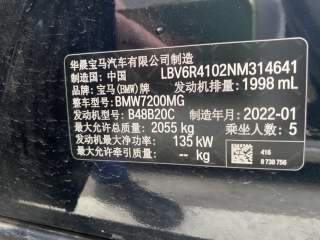 华晨宝马汽车有限公司制造
制造国: 中国 LBV6R4102NM314641
品牌: 宝马(BMW)牌 发动机排量: 1998 mL
整车型号: BMW7200MG
发动机型号: B48B20C 制造年月: 2022-01
最大允许总质量: 2055 kg 乘坐人数: 5
发动机最大净功率: 135 kW
最大允许牵引质量: -- kg
416
8 738 756